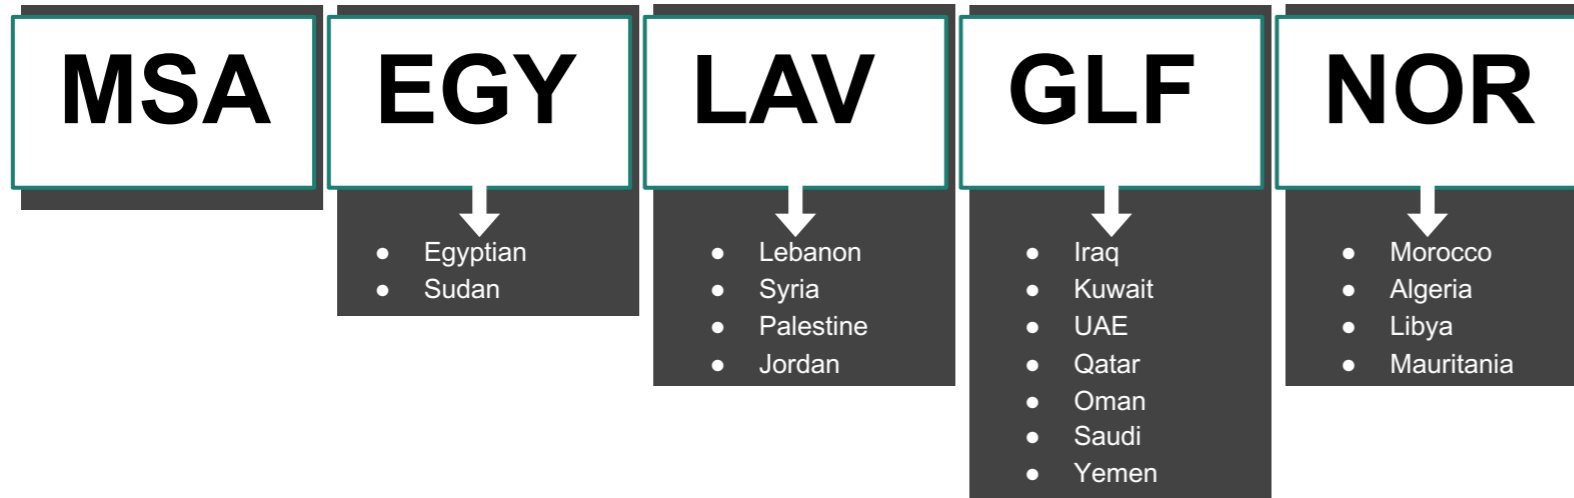 MSA
EGY
LAV
GLF
NOR
● Egyptian
● Sudan
● Lebanon
● Syria
● Palestine
● Jordan
● Iraq
● Kuwait
● UAE
● Qatar
● Oman
● Saudi
● Yemen
● Morocco
● Algeria
● Libya
● Mauritania